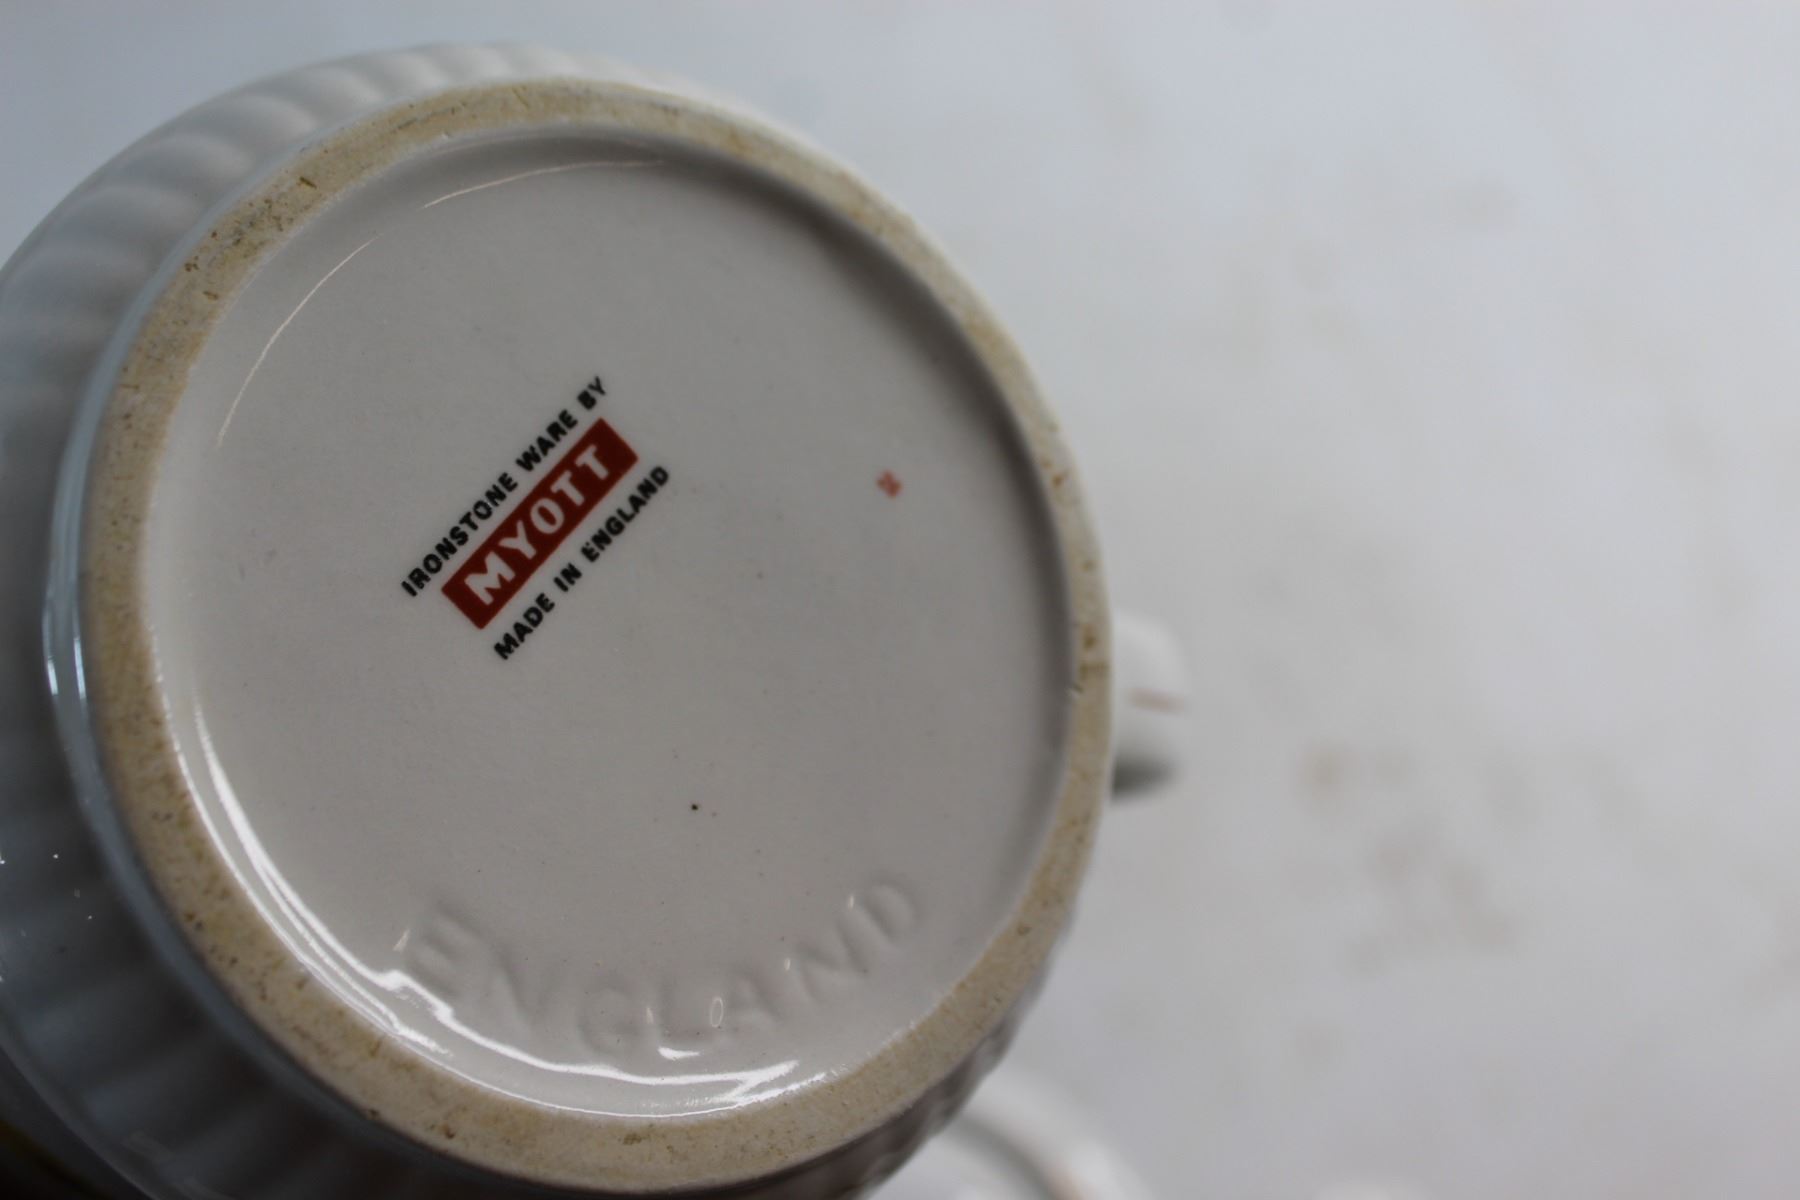 IRONSTONE WARE BY
MYOTT
MADE IN ENGLAND
ENGLAND